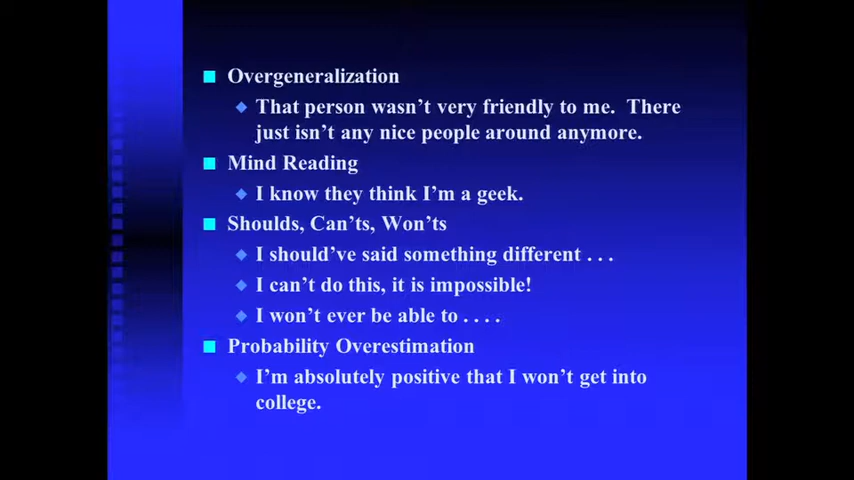 Overgeneralization
That person wasn't very friendly to me. There
just isn't any nice people around anymore.
Mind Reading
I know they think I'm a geek.
Shoulds, Can'ts, Won'ts
I should've said something different . . .
I can't do this, it is impossible!
I won't ever be able to . . . .
Probability Overestimation
I'm absolutely positive that I won't get into
college.